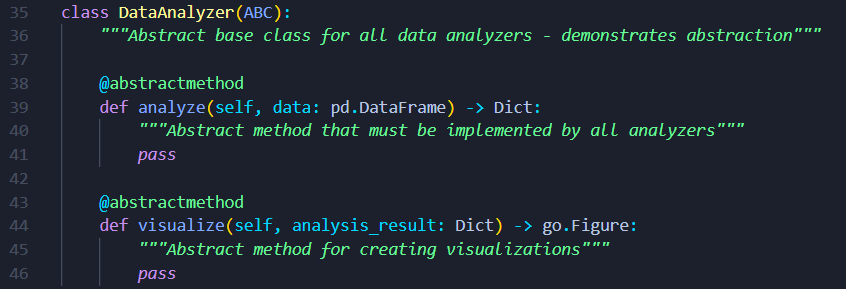 35 class DataAnalyzer(ABC):
36     """Abstract base class for all data analyzers - demonstrates abstraction"""
37
38     @abstractmethod
39     def analyze(self, data: pd.DataFrame) -> Dict:
40         """Abstract method that must be implemented by all analyzers"""
41         pass
42
43     @abstractmethod
44     def visualize(self, analysis_result: Dict) -> go.Figure:
45         """Abstract method for creating visualizations"""
46         pass